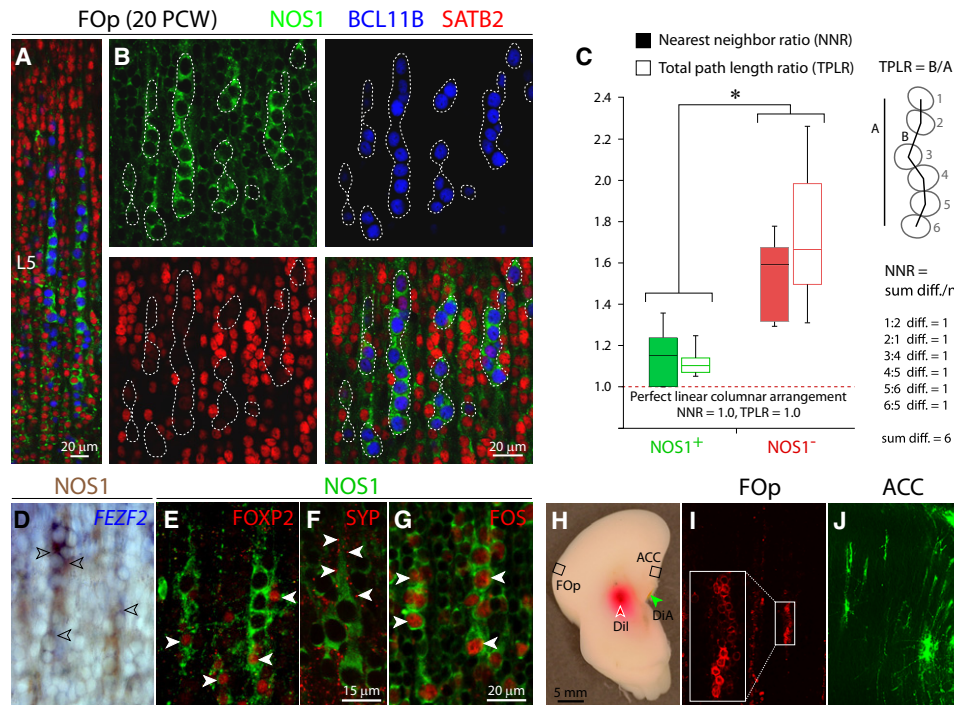 FOp (20 PCW) NOS1 BCL11B SATB2
A
L5
20 μm
B
20 μm
C
Nearest neighbor ratio (NNR)
Total path length ratio (TPLR)
2.4
2.2
2.0
1.8
1.6
1.4
1.2
1.0
*
Perfect linear columnar arrangement
NNR = 1.0, TPLR = 1.0
NOS1+ NOS1-
TPLR = B/A
A
B
1
2
3
4
5
6
NNR =
sum diff./n
1:2 diff. = 1
2:1 diff. = 1
3:4 diff. = 1
4:5 diff. = 1
5:6 diff. = 1
6:5 diff. = 1
sum diff. = 6
NOS1
D FEZF2
NOS1
E FOXP2
F SYP
15 μm
G FOS
20 μm
H
FOp
ACC
DiI
DiA
5 mm
FOp
I
ACC
J